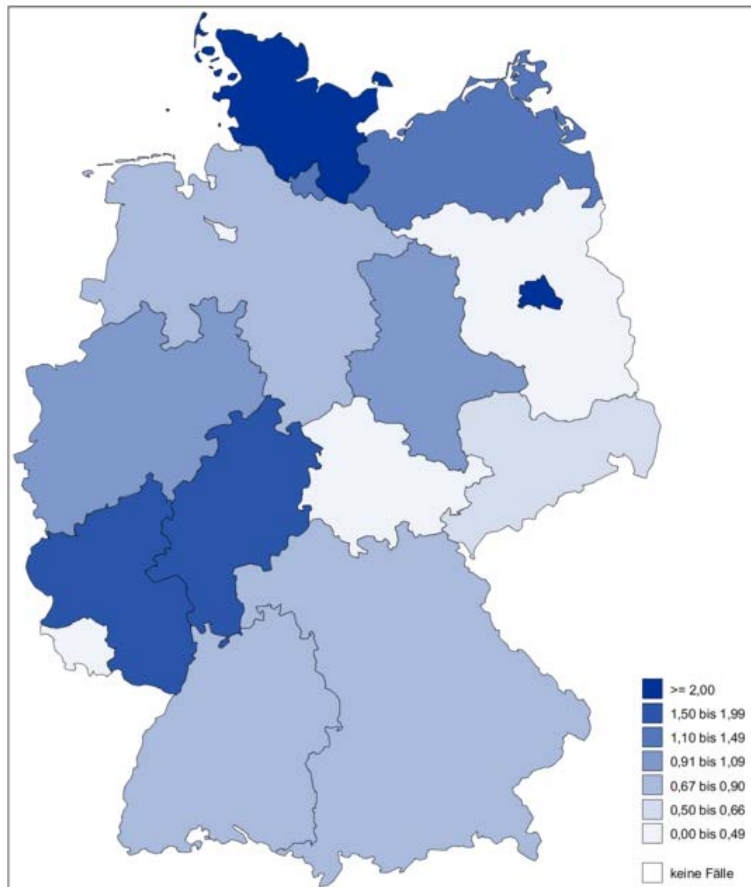 >= 2,00
1,50 bis 1,99
1,10 bis 1,49
0,91 bis 1,09
0,67 bis 0,90
0,50 bis 0,66
0,00 bis 0,49
keine Fälle